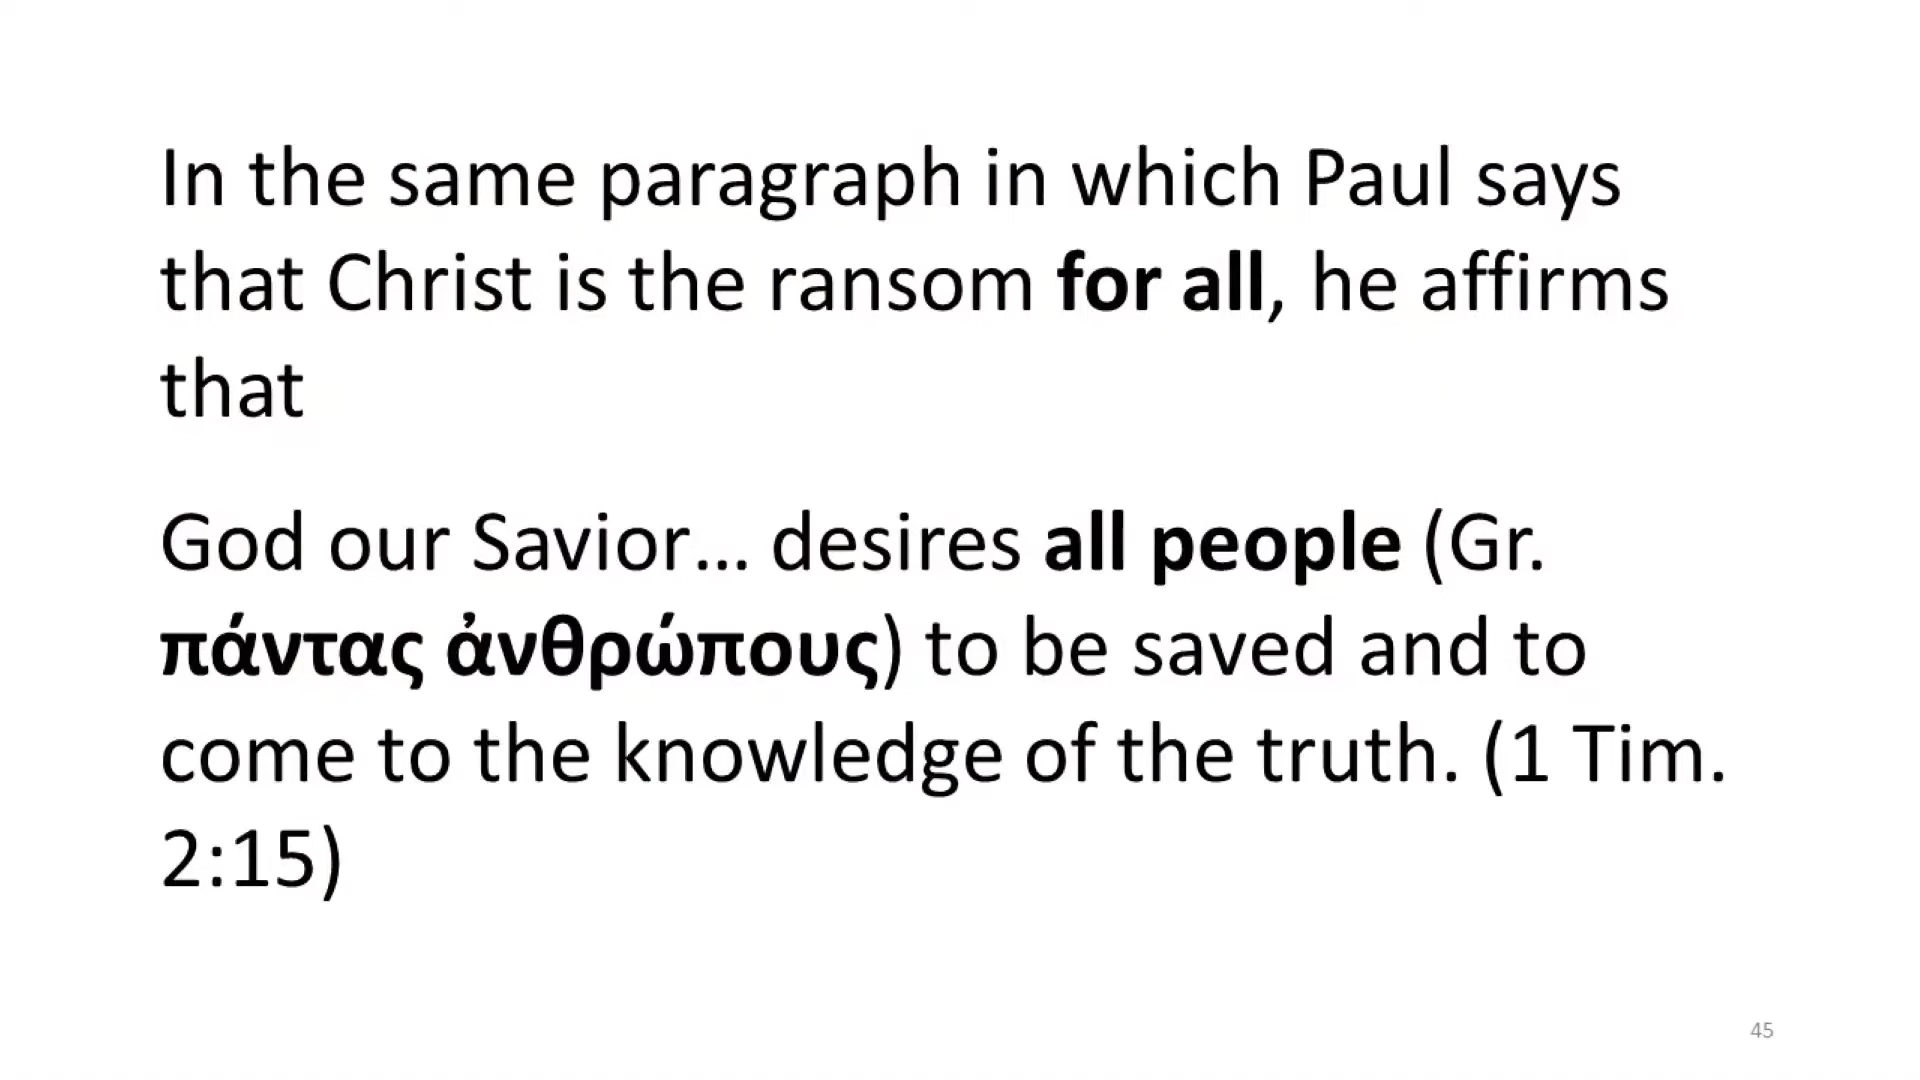 In the same paragraph in which Paul says
that Christ is the ransom for all, he affirms
that
God our Savior… desires all people (Gr.
πάντας ἀνθρώπους) to be saved and to
come to the knowledge of the truth. (1 Tim.
2:15)
45